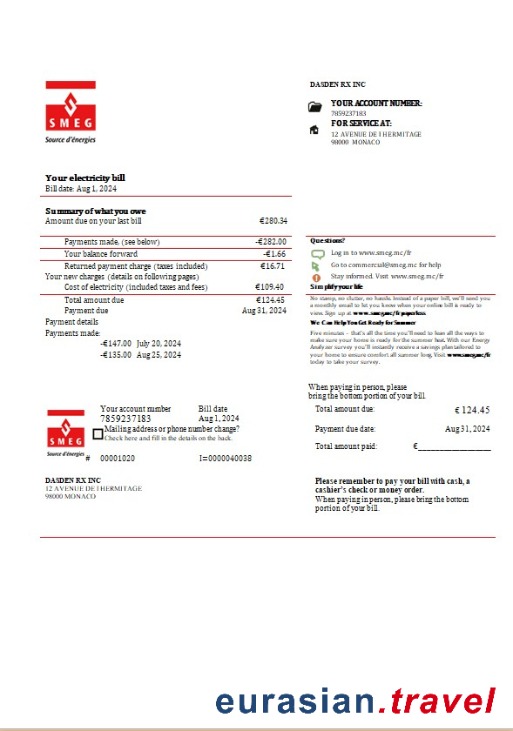 SMEG
Source d'énergies
DASDEN RX INC
YOUR ACCOUNT NUMBER:
7859237183
FOR SERVICE AT:
12 AVENUE DE l HERMITAGE
98000 MONACO
Your electricity bill
Bill date: Aug 1, 2024
Summary of what you owe
Amount due on your last bill €280.34
Payments made, (see below) -€282.00
Your balance forward -€1.66
Returned payment charge (taxes included) €16.71
Your new charges (details on following pages)
Cost of electricity (included taxes and fees) €109.40
Total amount due €124.45
Payment due Aug 31, 2024
Payment details
Payments made:
-€147.00 July 20, 2024
-€135.00 Aug 25, 2024
Questions?
Log in to www.smeg.mc/fr
Go to commercial@smeg.mc for help
Stay informed. Visit www.smeg.mc/fr
Simplify your life
No stamp, no clutter, no hassle. Instead of a paper bill, we'll send you
a monthly email to let you know when your online bill is ready to
view. Sign up at www.smeg.mc/fr-paperless.
We Can Help You Get Ready for Summer
Five minutes – that's all the time you'll need to learn all the ways to
make sure your home is ready for the summer heat. With our Energy
Analyzer survey you'll instantly receive a savings plan tailored to
your home to ensure comfort all summer long. Visit www.smeg.mc/fr
today to take your survey.
When paying in person, please
bring the bottom portion of your bill.
Total amount due: € 124.45
Payment due date: Aug 31, 2024
Total amount paid: €
SMEG
Source d'énergies
Your account number Bill date
7859237183 Aug 1, 2024
Mailing address or phone number change?
Check here and fill in the details on the back.
# 00001020 I=0000040038
DASDEN RX INC
12 AVENUE DE l HERMITAGE
98000 MONACO
Please remember to pay your bill with cash, a
cashier's check or money order.
When paying in person, please bring the bottom
portion of your bill.
eurasian.travel